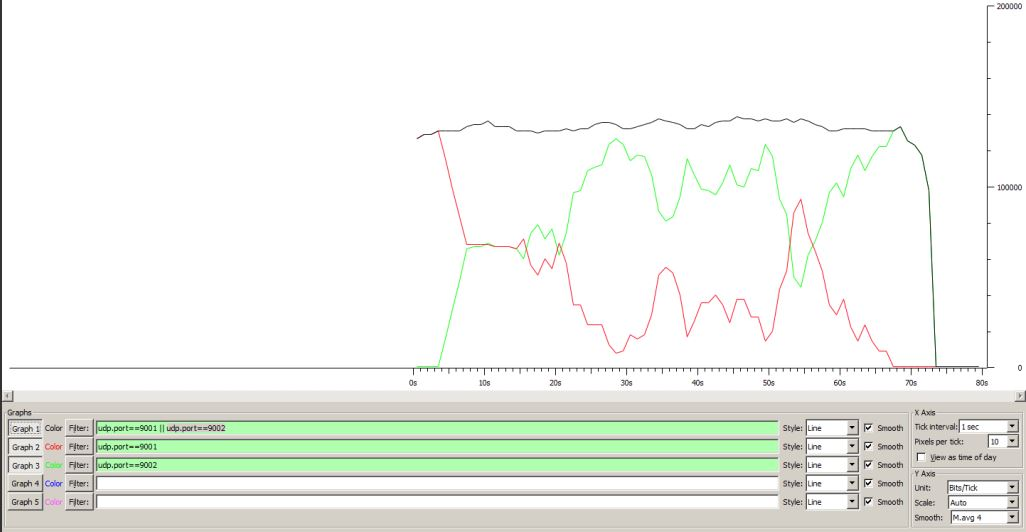 200000
100000
0
0s 10s 20s 30s 40s 50s 60s 70s 80s
Graphs
Graph 1 Color Filter: udp.port==9001 || udp.port==9002 Style: Line Smooth
Graph 2 Color Filter: udp.port==9001 Style: Line Smooth
Graph 3 Color Filter: udp.port==9002 Style: Line Smooth
Graph 4 Color Filter: Style: Line Smooth
Graph 5 Color Filter: Style: Line Smooth
X Axis
Tick interval: 1 sec
Pixels per tick: 10
View as time of day
Y Axis
Unit: Bits/Tick
Scale: Auto
Smooth: M.avg 4